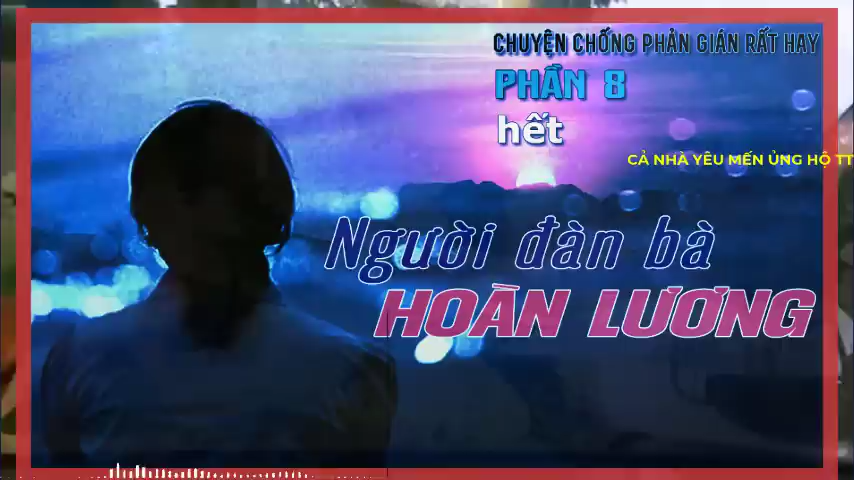 CHUYỆN CHỐNG PHẢN GIÁN RẤT HAY
PHẦN 8
hết
CẢ NHÀ YÊU MẾN ỦNG HỘ TT
Người đàn bà
HOÀN LƯƠNG